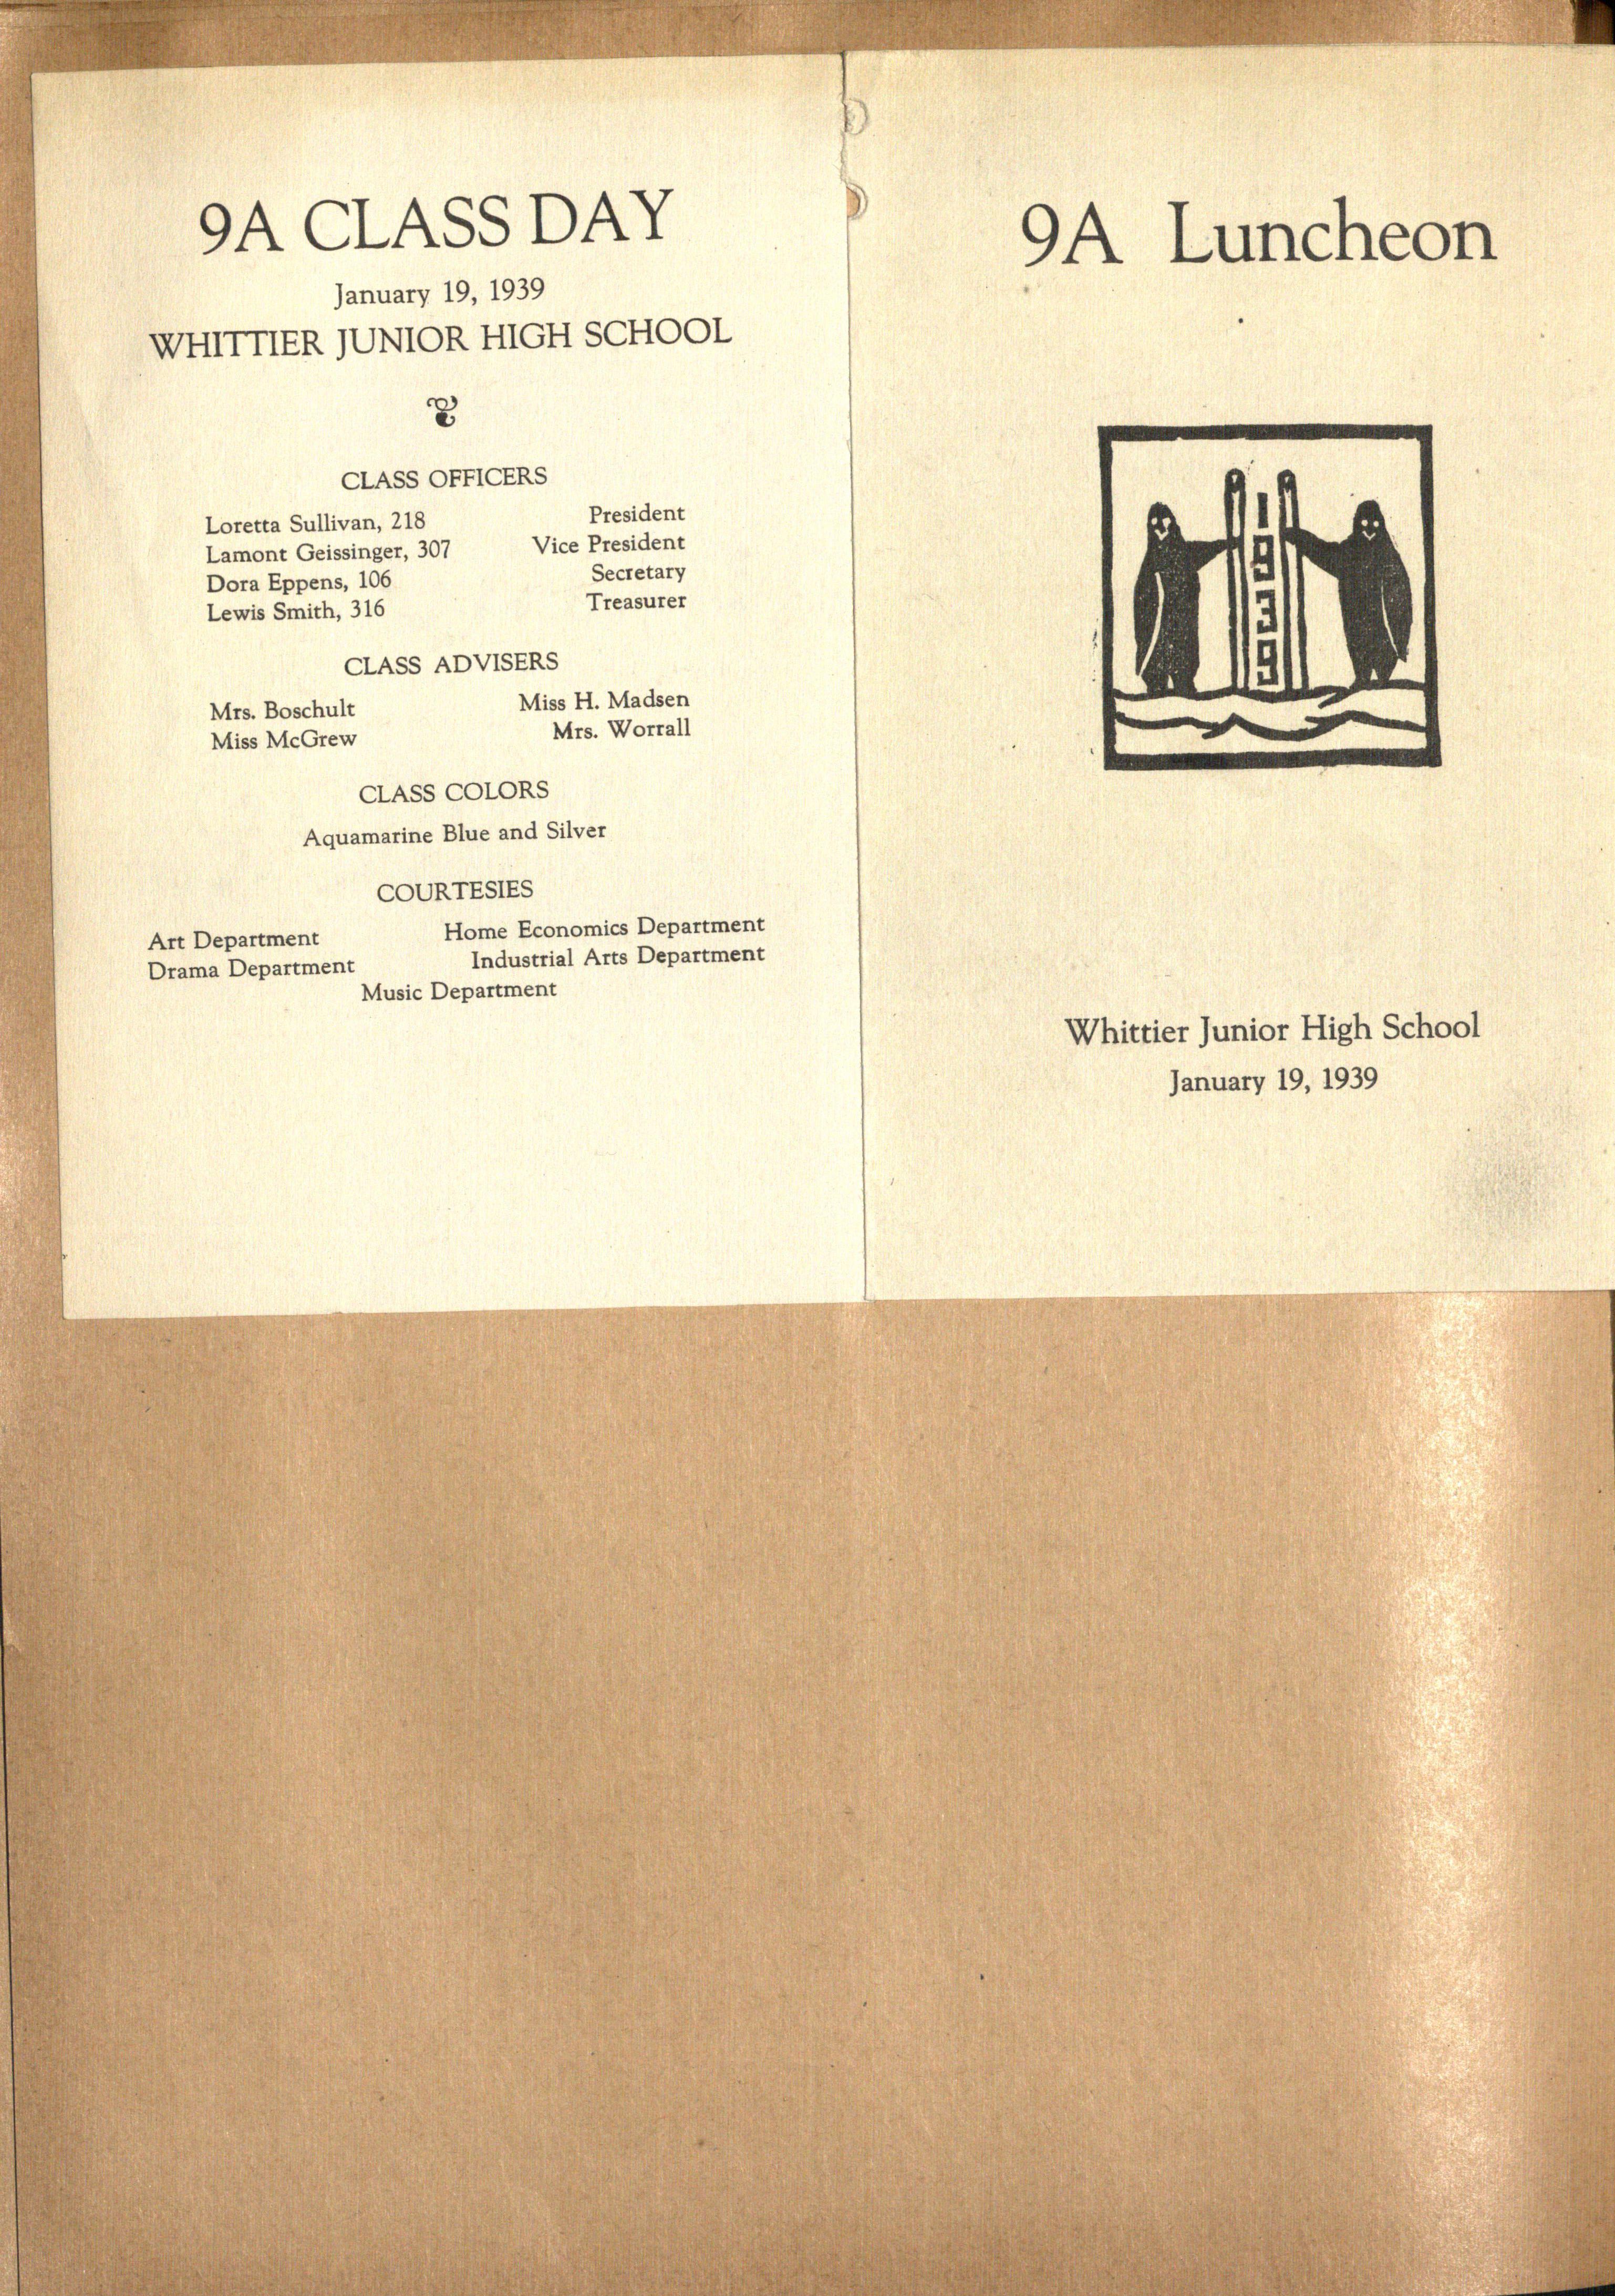 9A CLASS DAY
January 19, 1939
WHITTIER JUNIOR HIGH SCHOOL
CLASS OFFICERS
Loretta Sullivan, 218 President
Lamont Geissinger, 307 Vice President
Dora Eppens, 106 Secretary
Lewis Smith, 316 Treasurer
CLASS ADVISERS
Mrs. Boschult Miss H. Madsen
Miss McGrew Mrs. Worrall
CLASS COLORS
Aquamarine Blue and Silver
COURTESIES
Art Department Home Economics Department
Drama Department Industrial Arts Department
Music Department
9A Luncheon
1939
Whittier Junior High School
January 19, 1939